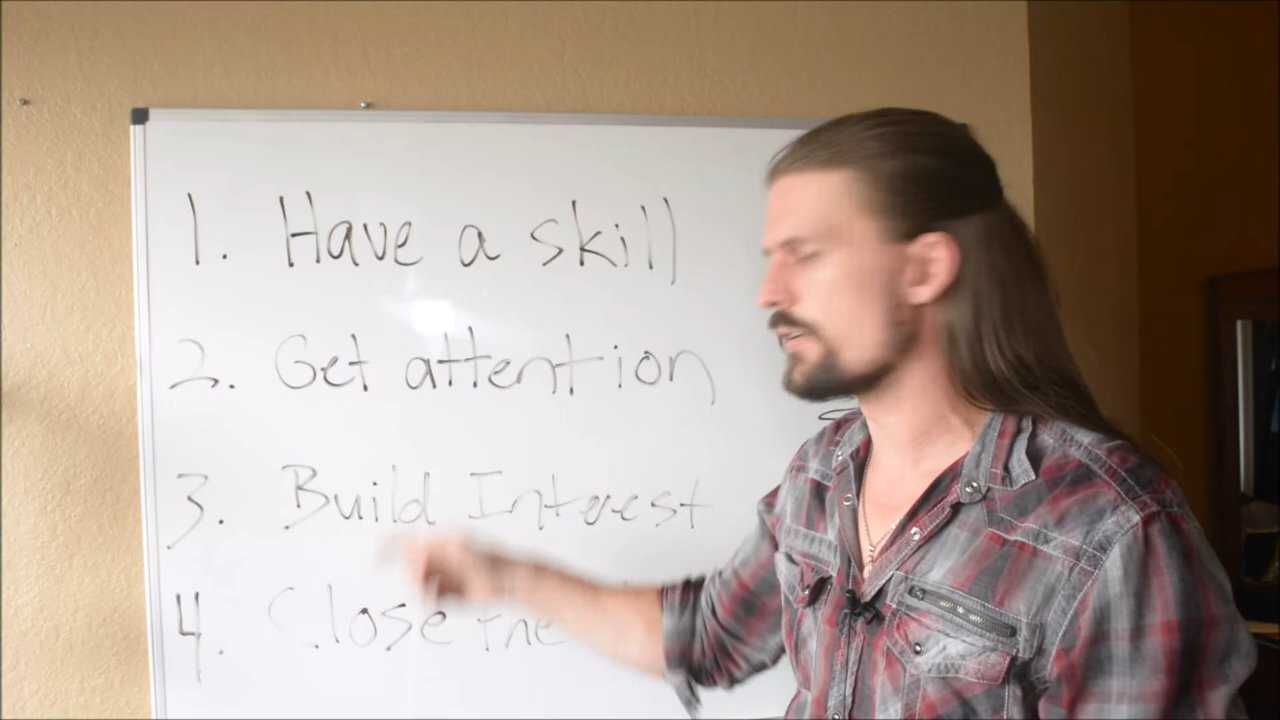 1. Have a skill
2. Get attention
3. Build Interest
4. Close the